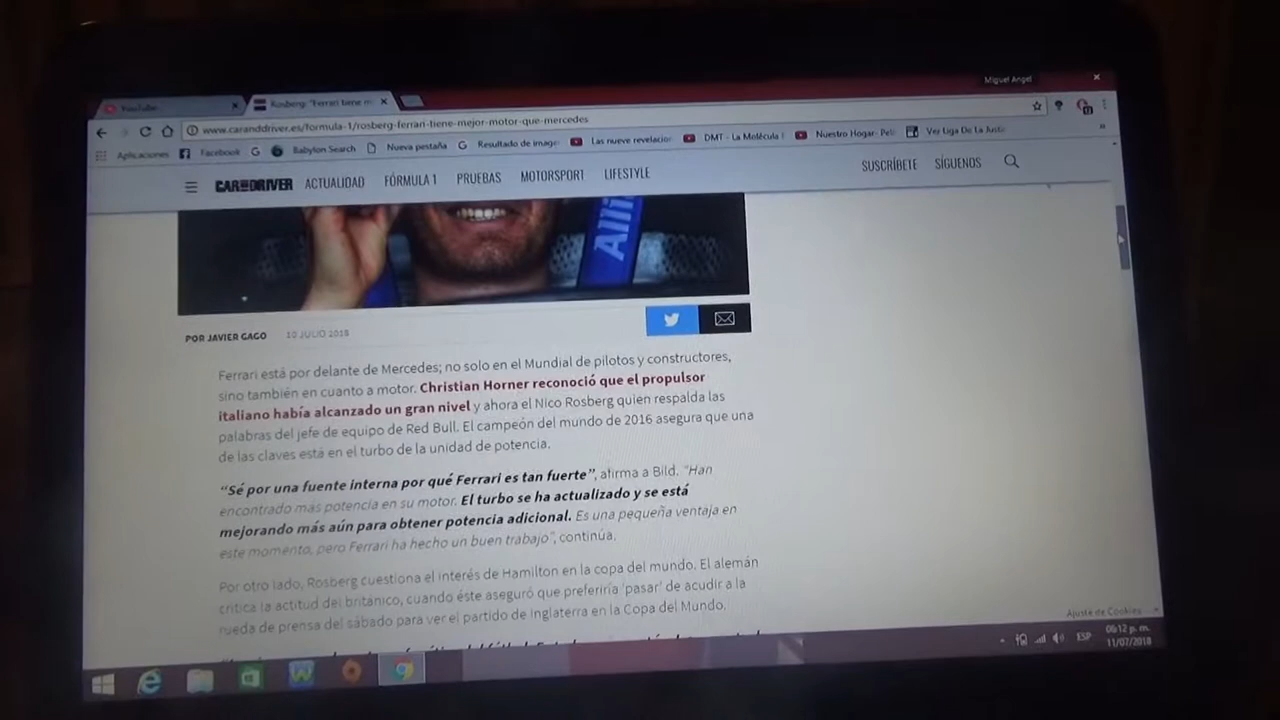 Miguel Angel
YouTube
Rosberg: "Ferrari tiene m
www.caranddriver.es/formula-1/rosberg-ferrari-tiene-mejor-motor-que-mercedes
Aplicaciones Facebook Babylon Search Nueva pestaña Resultado de image Las nueve revelacion DMT - La Molécula Nuestro Hogar- Pelí Ver Liga De La Justic
CAR AND DRIVER ACTUALIDAD FÓRMULA 1 PRUEBAS MOTORSPORT LIFESTYLE SUSCRÍBETE SÍGUENOS
Alli
POR JAVIER GAGO 10 JULIO 2018
Ferrari está por delante de Mercedes; no solo en el Mundial de pilotos y constructores,
sino también en cuanto a motor. Christian Horner reconoció que el propulsor
italiano había alcanzado un gran nivel y ahora el Nico Rosberg quien respalda las
palabras del jefe de equipo de Red Bull. El campeón del mundo de 2016 asegura que una
de las claves está en el turbo de la unidad de potencia.
"Sé por una fuente interna por qué Ferrari es tan fuerte", afirma a Bild. "Han
encontrado más potencia en su motor. El turbo se ha actualizado y se está
mejorando más aún para obtener potencia adicional. Es una pequeña ventaja en
este momento, pero Ferrari ha hecho un buen trabajo", continúa.
Por otro lado, Rosberg cuestiona el interés de Hamilton en la copa del mundo. El alemán
critica la actitud del británico, cuando éste aseguró que preferiría 'pasar' de acudir a la
rueda de prensa del sábado para ver el partido de Inglaterra en la Copa del Mundo.
Ajuste de Cookies
ESP
06:12 p. m.
11/07/2018